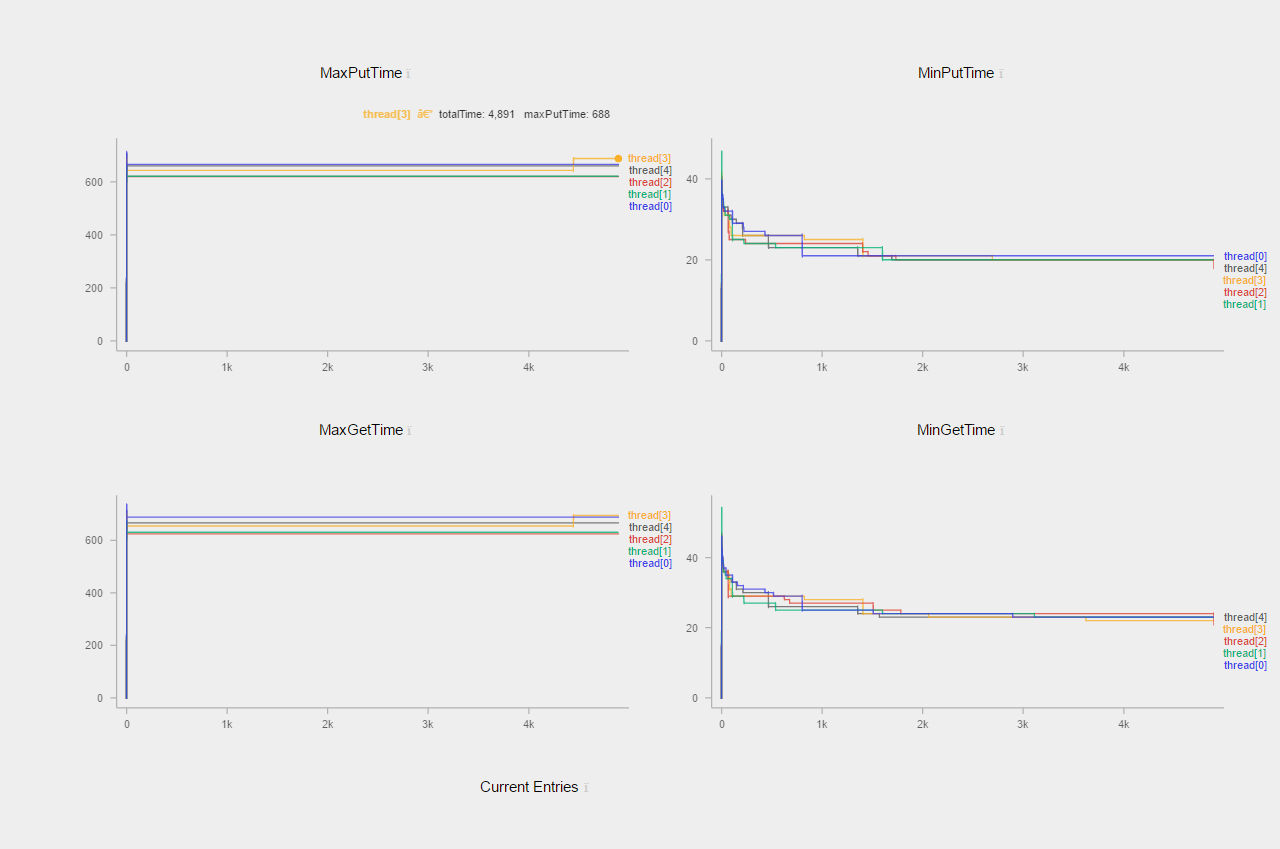 MaxPutTime ï
thread[3] â€" totalTime: 4,891 maxPutTime: 688
600
400
200
0
0 1k 2k 3k 4k
thread[3]
thread[4]
thread[2]
thread[1]
thread[0]
MinPutTime ï
40
20
0
0 1k 2k 3k 4k
thread[0]
thread[4]
thread[3]
thread[2]
thread[1]
MaxGetTime ï
600
400
200
0
0 1k 2k 3k 4k
thread[3]
thread[4]
thread[2]
thread[1]
thread[0]
MinGetTime ï
40
20
0
0 1k 2k 3k 4k
thread[4]
thread[3]
thread[2]
thread[1]
thread[0]
Current Entries ï